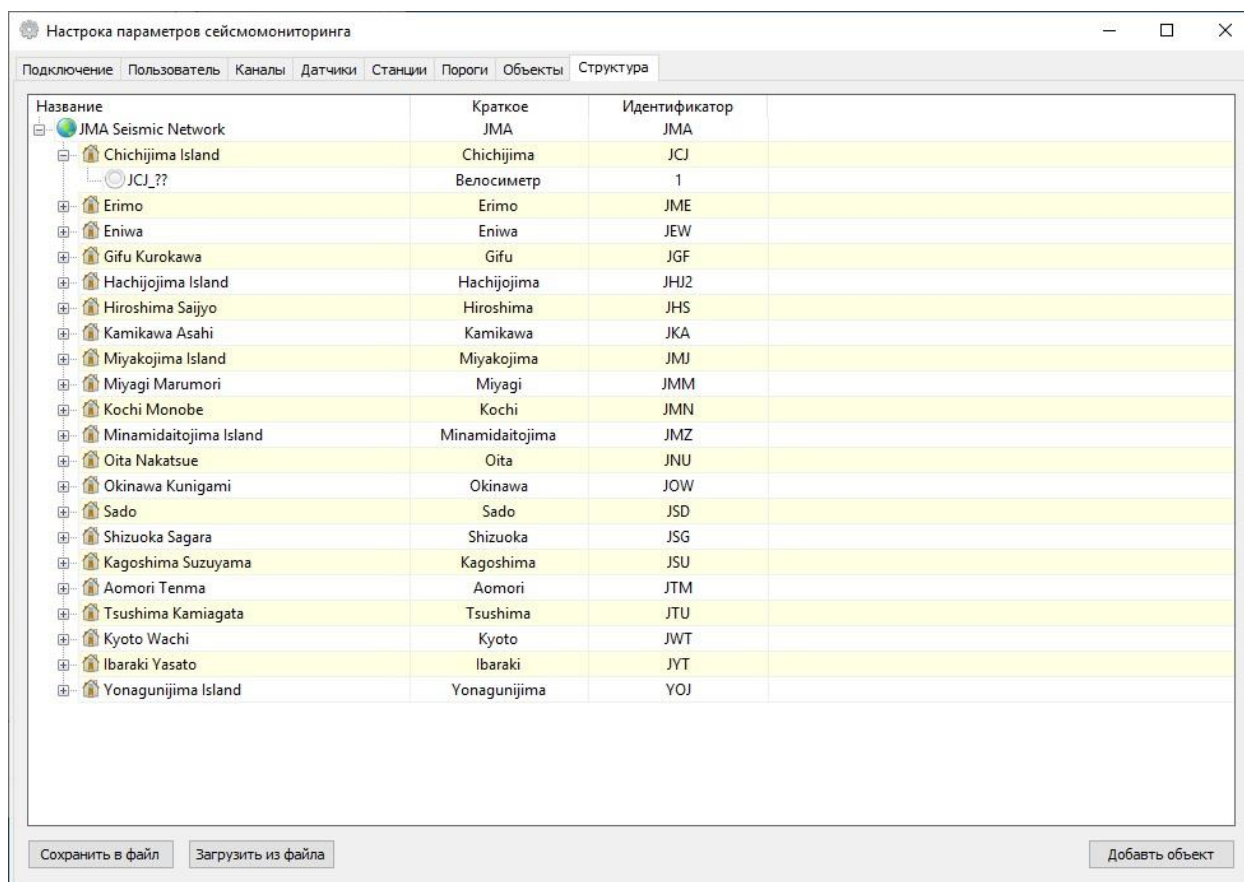 Настрока параметров сейсмомониторинга
Подключение Пользователь Каналы Датчики Станции Пороги Объекты Структура
Название Краткое Идентификатор
JMA Seismic Network JMA JMA
Chichijima Island Chichijima JCJ
JCJ_?? Велосиметр 1
Erimo Erimo JME
Eniwa Eniwa JEW
Gifu Kurokawa Gifu JGF
Hachijojima Island Hachijojima JHJ2
Hiroshima Saijyo Hiroshima JHS
Kamikawa Asahi Kamikawa JKA
Miyakojima Island Miyakojima JMJ
Miyagi Marumori Miyagi JMM
Kochi Monobe Kochi JMN
Minamidaitojima Island Minamidaitojima JMZ
Oita Nakatsue Oita JNU
Okinawa Kunigami Okinawa JOW
Sado Sado JSD
Shizuoka Sagara Shizuoka JSG
Kagoshima Suzuyama Kagoshima JSU
Aomori Tenma Aomori JTM
Tsushima Kamiagata Tsushima JTU
Kyoto Wachi Kyoto JWT
Ibaraki Yasato Ibaraki JYT
Yonagunijima Island Yonagunijima YOJ
Сохранить в файл Загрузить из файла Добавть объект